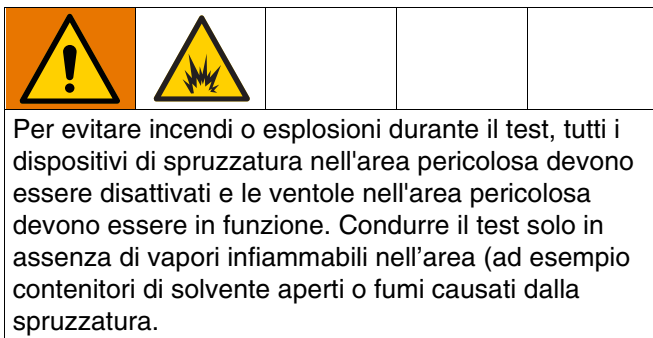 Per evitare incendi o esplosioni durante il test, tutti i
dispositivi di spruzzatura nell'area pericolosa devono
essere disattivati e le ventole nell'area pericolosa
devono essere in funzione. Condurre il test solo in
assenza di vapori infiammabili nell’area (ad esempio
contenitori di solvente aperti o fumi causati dalla
spruzzatura.